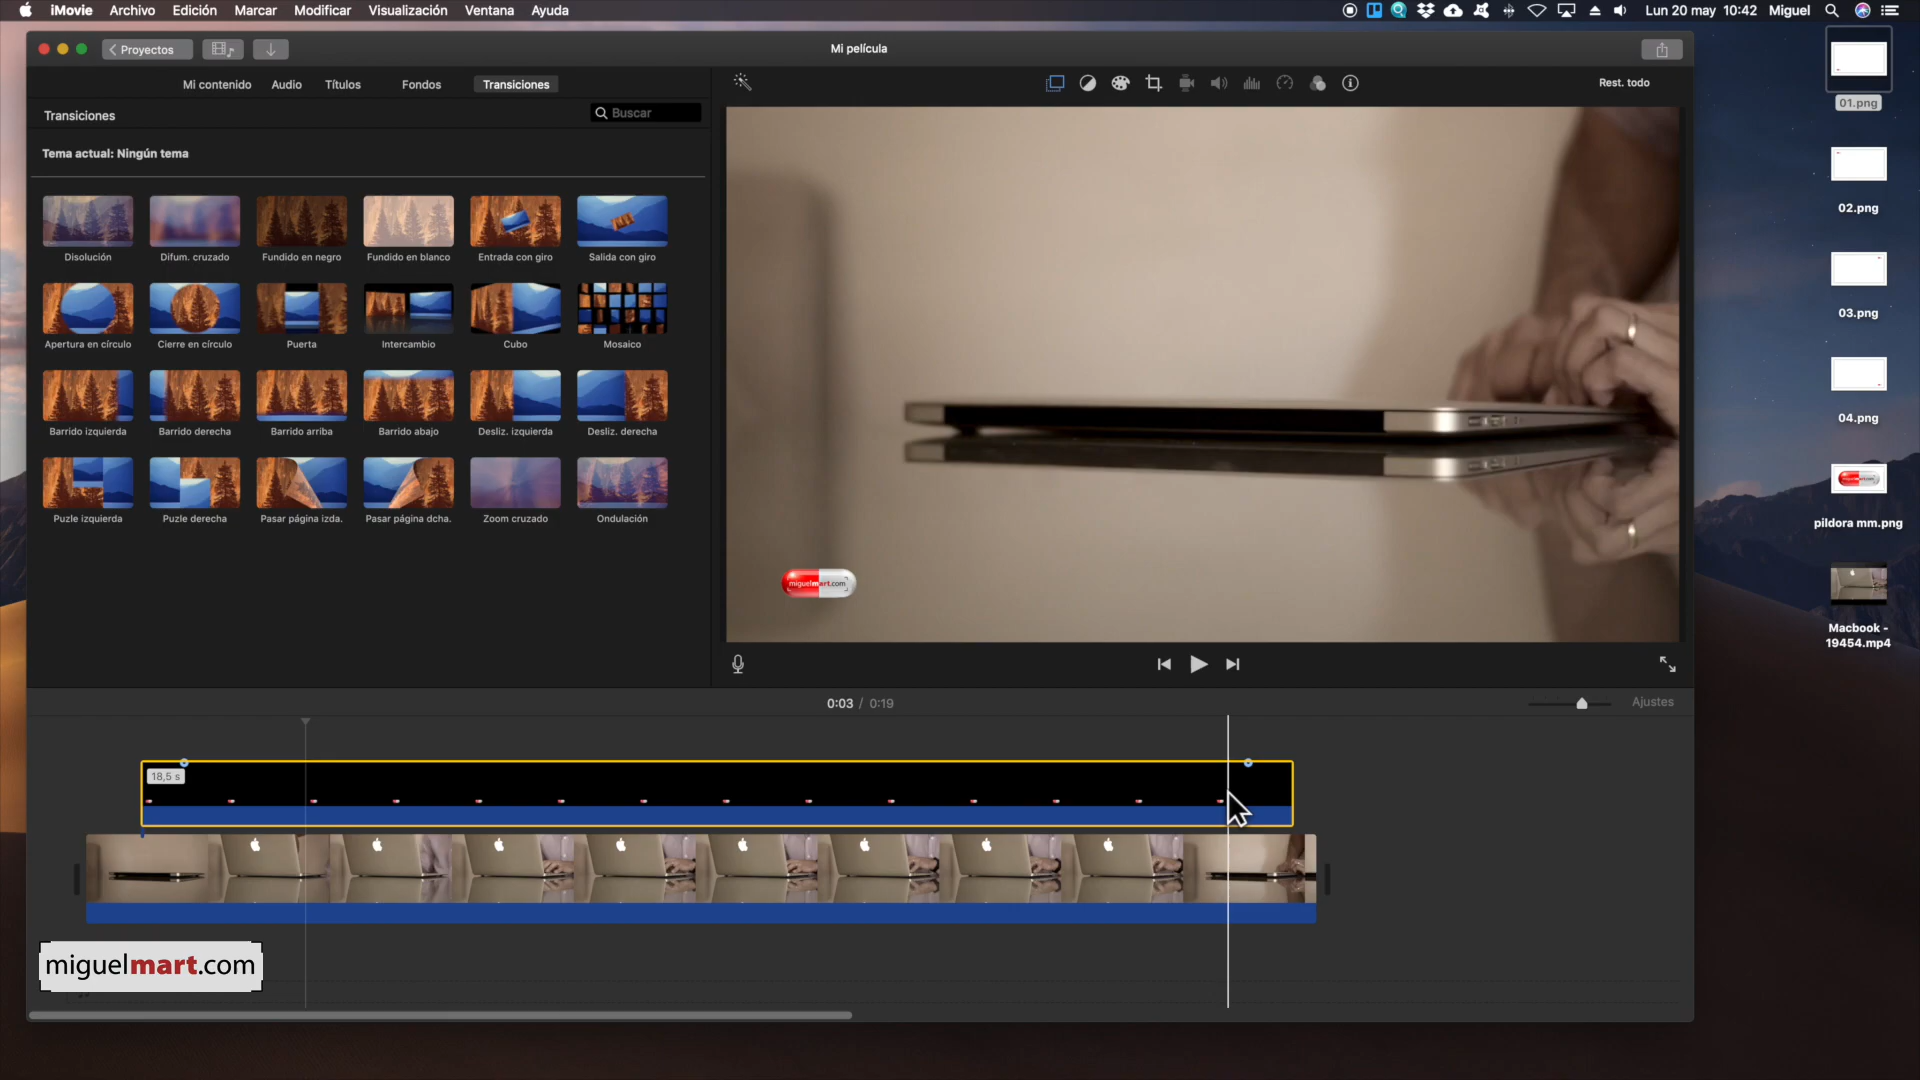 iMovie Archivo Edición Marcar Modificar Visualización Ventana Ayuda
Lun 20 may 10:42 Miguel
Proyectos
Mi película
Mi contenido Audio Títulos Fondos Transiciones
Rest. todo
Transiciones
Buscar
Tema actual: Ningún tema
Disolución Difum. cruzado Fundido en negro Fundido en blanco Entrada con giro Salida con giro
Apertura en círculo Cierre en círculo Puerta Intercambio Cubo Mosaico
Barrido izquierda Barrido derecha Barrido arriba Barrido abajo Desliz. izquierda Desliz. derecha
Puzle izquierda Puzle derecha Pasar página izda. Pasar página dcha. Zoom cruzado Ondulación
miguelmart.com
0:03 / 0:19
Ajustes
18,5 s
miguelmart.com
01.png
02.png
03.png
04.png
pildora mm.png
Macbook -
19454.mp4